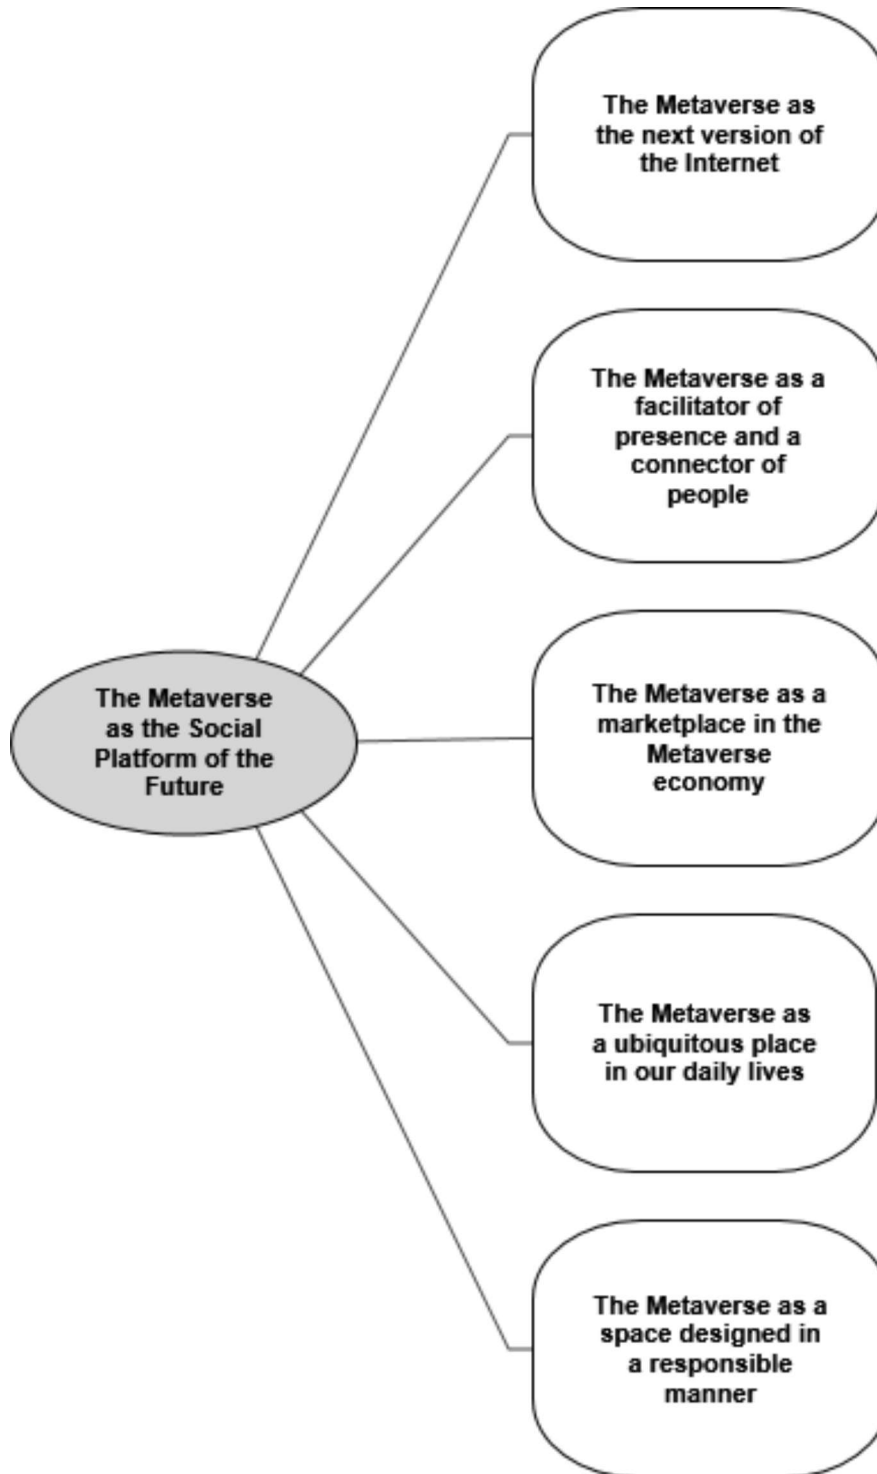 The Metaverse as
the next version of
the Internet
The Metaverse as a
facilitator of
presence and a
connector of
people
The Metaverse
as the Social
Platform of the
Future
The Metaverse as a
marketplace in the
Metaverse
economy
The Metaverse as
a ubiquitous place
in our daily lives
The Metaverse as a
space designed in
a responsible
manner